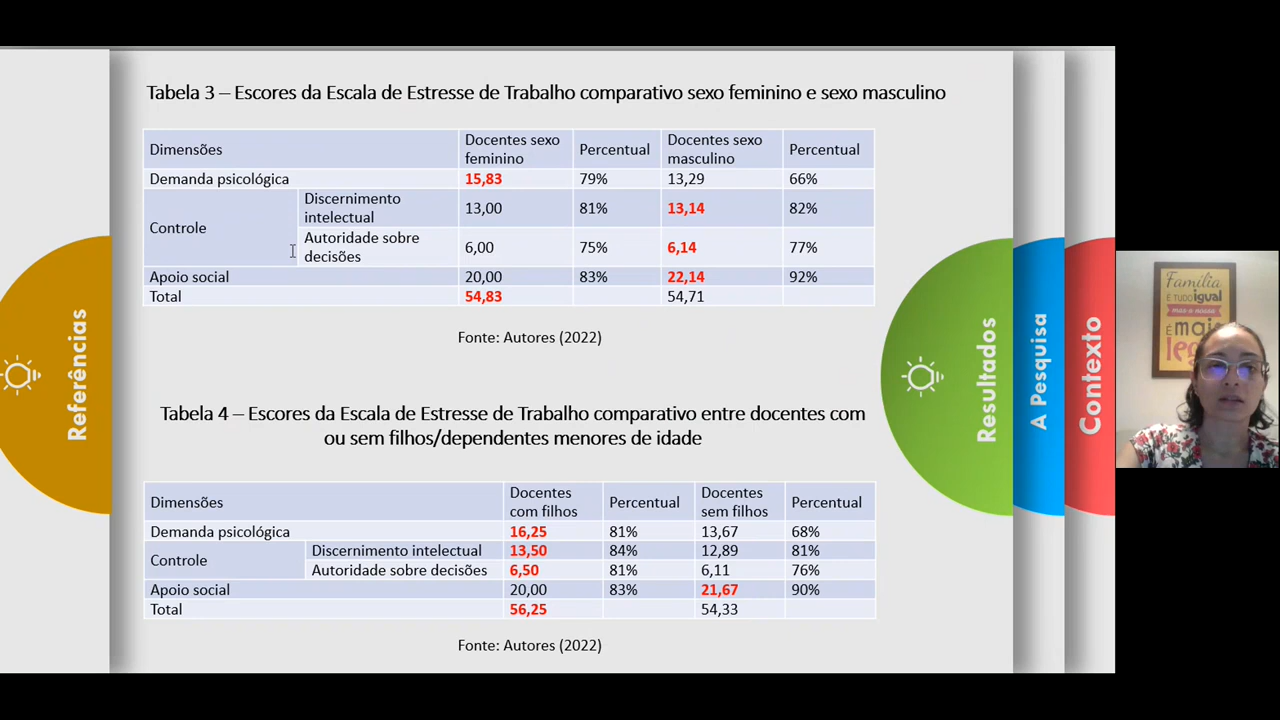 Tabela 3 – Escores da Escala de Estresse de Trabalho comparativo sexo feminino e sexo masculino
Dimensões Docentes sexo feminino Percentual Docentes sexo masculino Percentual
Demanda psicológica 15,83 79% 13,29 66%
Controle Discernimento intelectual 13,00 81% 13,14 82%
Autoridade sobre decisões 6,00 75% 6,14 77%
Apoio social 20,00 83% 22,14 92%
Total 54,83 54,71
Fonte: Autores (2022)
Tabela 4 – Escores da Escala de Estresse de Trabalho comparativo entre docentes com
ou sem filhos/dependentes menores de idade
Dimensões Docentes com filhos Percentual Docentes sem filhos Percentual
Demanda psicológica 16,25 81% 13,67 68%
Controle Discernimento intelectual 13,50 84% 12,89 81%
Autoridade sobre decisões 6,50 81% 6,11 76%
Apoio social 20,00 83% 21,67 90%
Total 56,25 54,33
Fonte: Autores (2022)
Referências
Resultados
A Pesquisa
Contexto
Família
É TUDO igual
mas a nossa
É mais